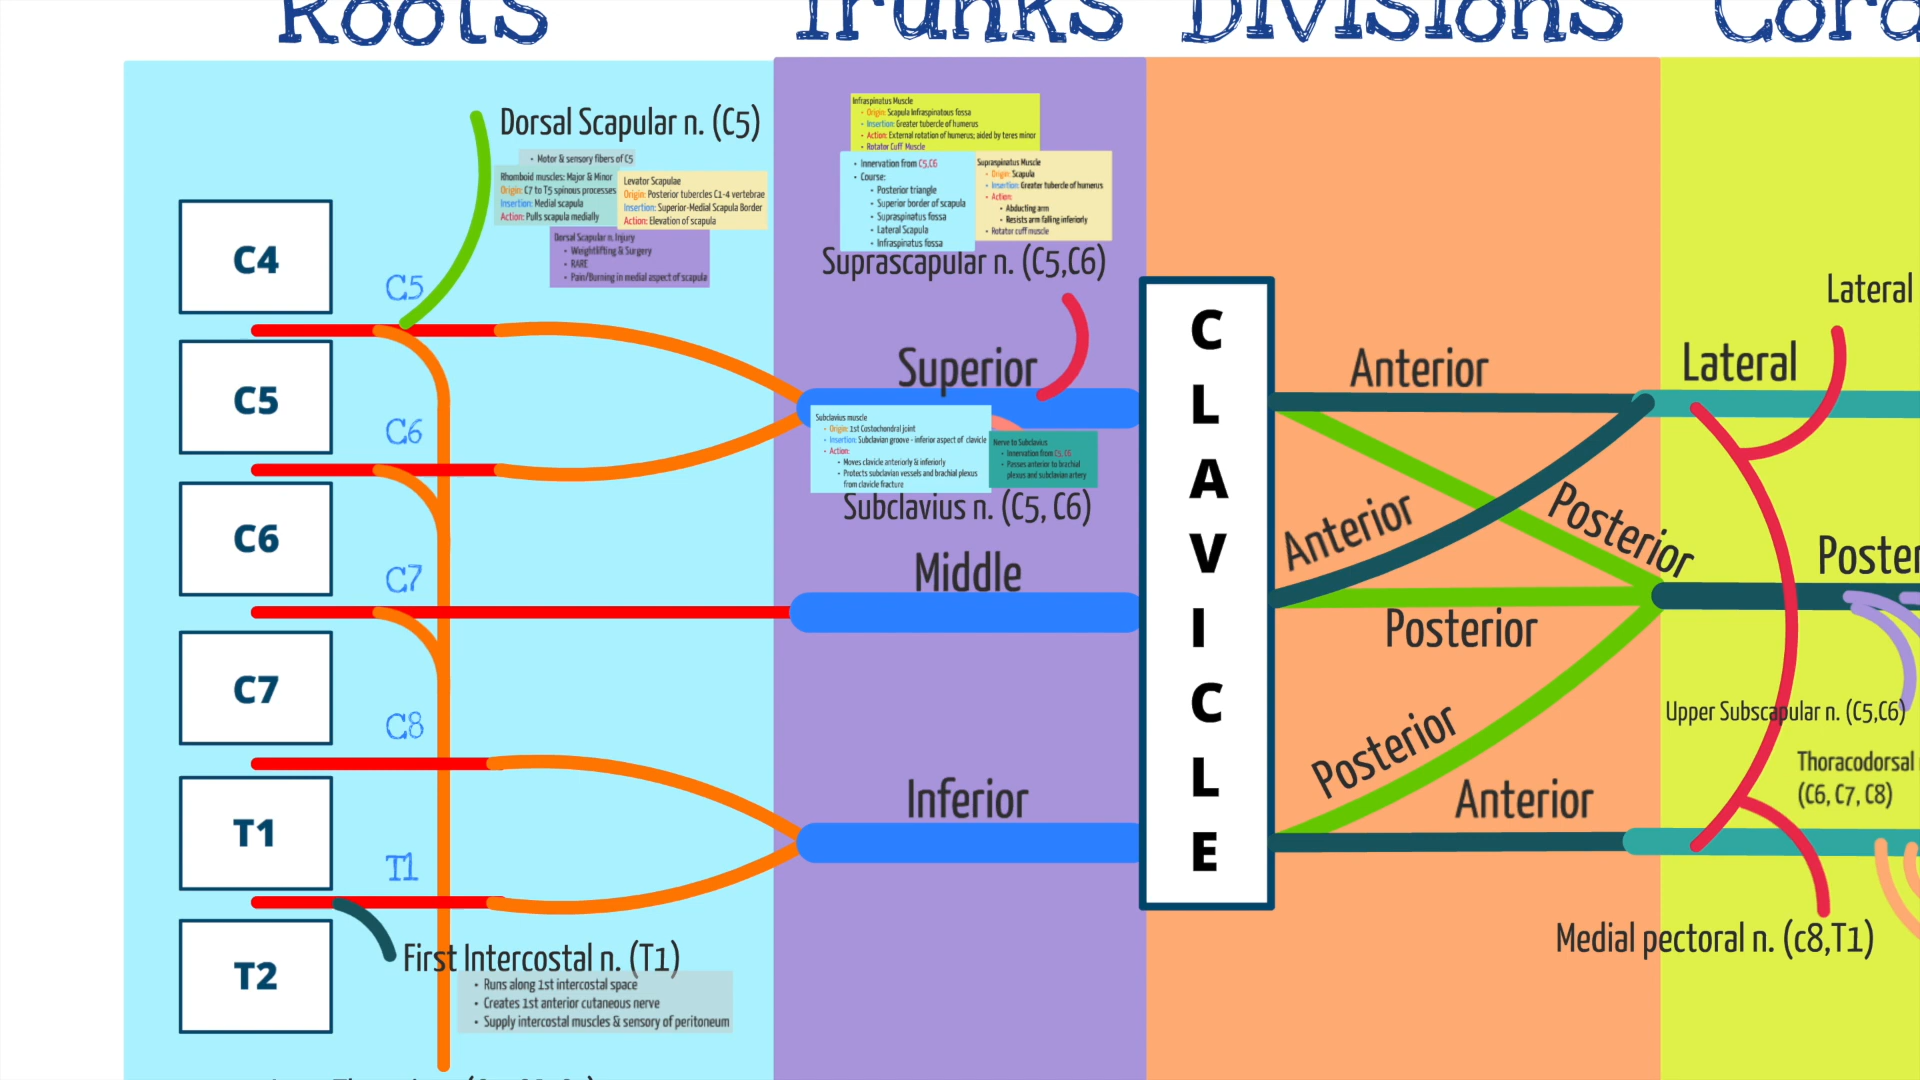 Roots
Trunks
Divisions
Dorsal Scapular n. (C5)
• Motor & sensory fibers of C5
Rhomboid muscles: Major & Minor
Origin: C7 to T5 spinous processes
Insertion: Medial scapula
Action: Pulls scapula medially
Levator Scapulae
Origin: Posterior tubercles C1-4 vertebrae
Insertion: Superior-Medial Scapula Border
Action: Elevation of scapula
Dorsal Scapular n. Injury
• Weightlifting & Surgery
• RARE
• Pain/Burning in medial aspect of scapula
C4
C5
C5
C6
C6
C7
C7
C8
T1
T1
T2
First Intercostal n. (T1)
• Runs along 1st intercostal space
• Creates 1st anterior cutaneous nerve
• Supply intercostal muscles & sensory of peritoneum
Infraspinatus Muscle
• Origin: Scapula Infraspinatous fossa
• Insertion: Greater tubercle of humerus
• Action: External rotation of humerus; aided by teres minor
• Rotator Cuff Muscle
• Innervation from C5,C6
• Course:
• Posterior triangle
• Superior border of scapula
• Supraspinatus fossa
• Lateral Scapula
• Infraspinatus fossa
Supraspinatus Muscle
• Origin: Scapula
• Insertion: Greater tubercle of humerus
• Action:
• Abducting arm
• Resists arm falling inferiorly
• Rotator cuff muscle
Suprascapular n. (C5,C6)
Superior
Subclavius muscle
• Origin: 1st Costochondral joint
• Insertion: Subclavian groove - inferior aspect of clavicle
• Action:
• Moves clavicle anteriorly & inferiorly
• Protects subclavian vessels and brachial plexus
from clavicle fracture
Nerve to Subclavius
• Innervation from C5, C6
• Passes anterior to brachial
plexus and subclavian artery
Subclavius n. (C5, C6)
Middle
Inferior
C
L
A
V
I
C
L
E
Anterior
Anterior
Posterior
Posterior
Posterior
Anterior
Lateral
Lateral
Poster
Upper Subscapular n. (C5,C6)
Thoracodorsal
(C6, C7, C8)
Medial pectoral n. (c8,T1)